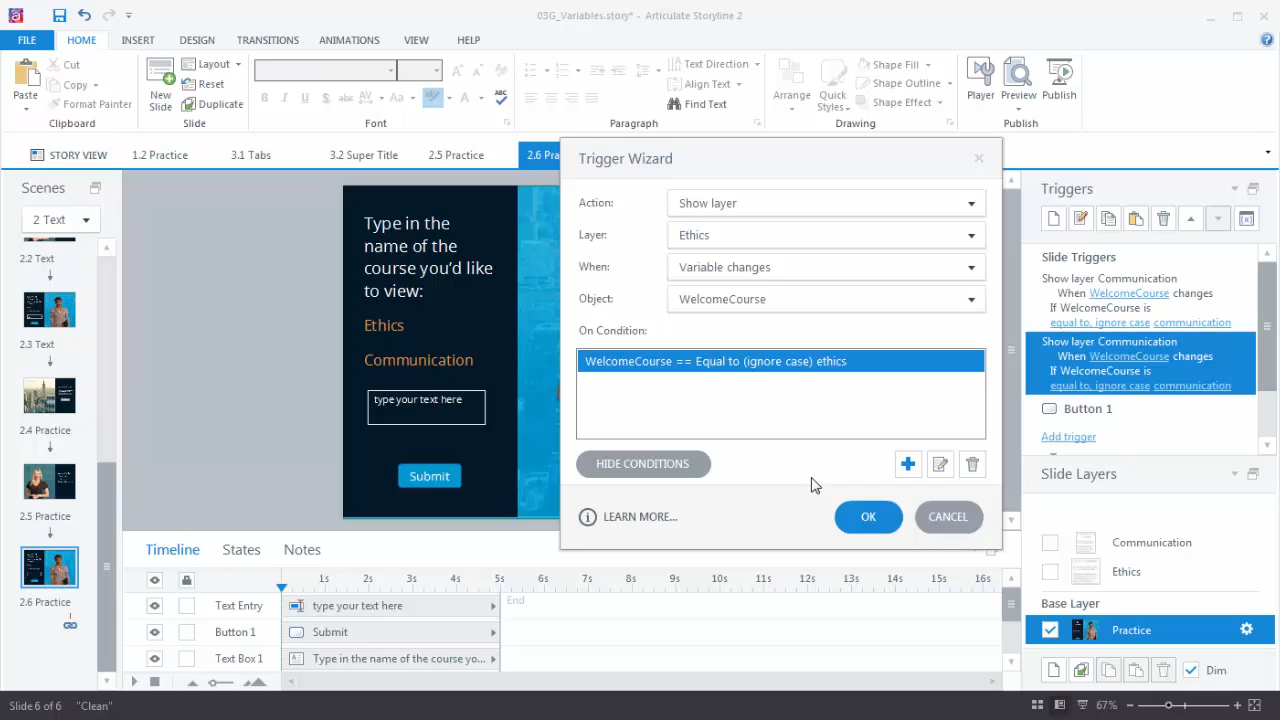 03G_Variables.story* - Articulate Storyline 2
FILE
HOME
INSERT
DESIGN
TRANSITIONS
ANIMATIONS
VIEW
HELP
Paste
Cut
Copy
Format Painter
Clipboard
New Slide
Layout
Reset
Duplicate
Slide
Font
Paragraph
Text Direction
Align Text
Find Text
Arrange
Quick Styles
Shape Fill
Shape Outline
Shape Effect
Drawing
Player
Preview
Publish
Publish
STORY VIEW
1.2 Practice
3.1 Tabs
3.2 Super Title
2.5 Practice
2.6 Pra
Scenes
2 Text
2.2 Text
2.3 Text
2.4 Practice
2.5 Practice
2.6 Practice
Type in the
name of the
course you'd like
to view:
Ethics
Communication
type your text here
Submit
Trigger Wizard
Action:
Show layer
Layer:
Ethics
When:
Variable changes
Object:
WelcomeCourse
On Condition:
WelcomeCourse == Equal to (ignore case) ethics
HIDE CONDITIONS
LEARN MORE...
OK
CANCEL
Triggers
Slide Triggers
Show layer Communication
When WelcomeCourse changes
If WelcomeCourse is
equal to, ignore case communication
Show layer Communication
When WelcomeCourse changes
If WelcomeCourse is
equal to, ignore case communication
Button 1
Add trigger
Slide Layers
Communication
Ethics
Base Layer
Practice
Dim
Timeline
States
Notes
1s 2s 3s 4s 5s 6s 7s 8s 9s 10s 11s 12s 13s 14s 15s 16s
Text Entry
type your text here
End
Button 1
Submit
Text Box 1
Type in the name of the course yo...
Slide 6 of 6
"Clean"
67%